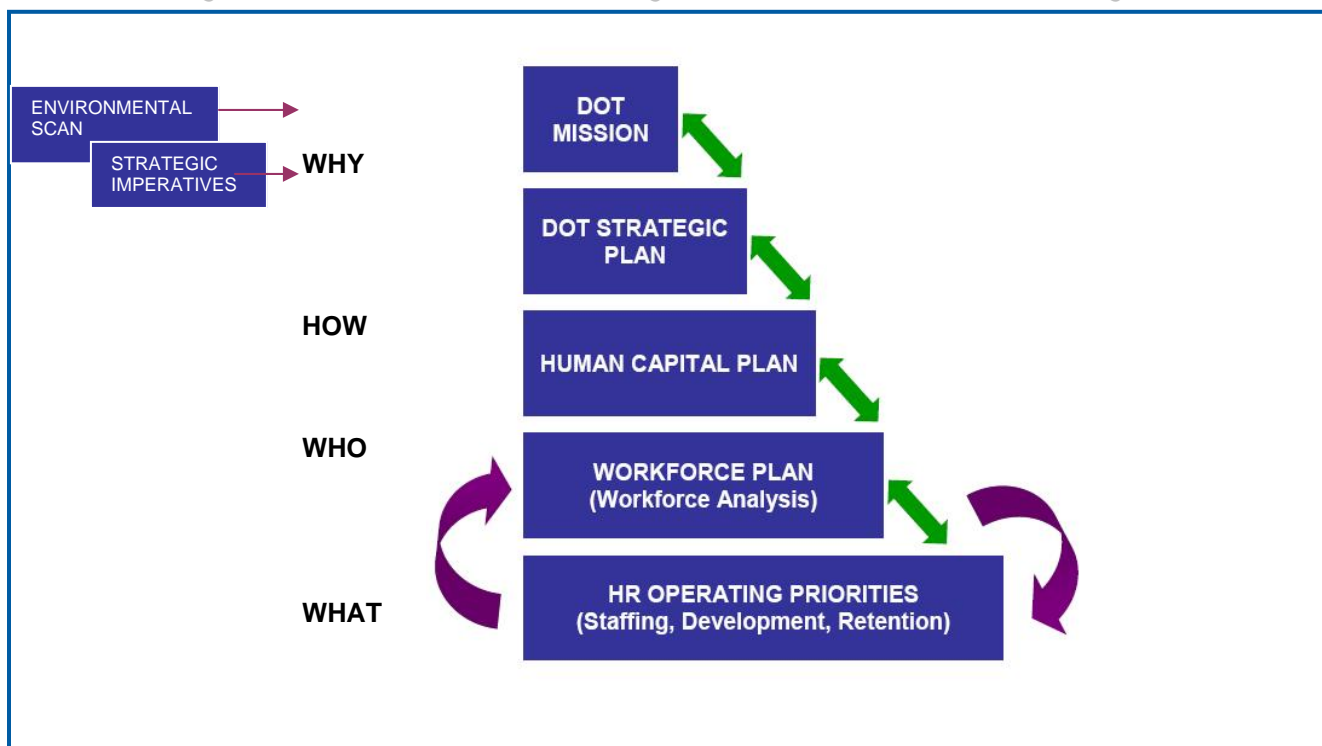 ENVIRONMENTAL
SCAN
STRATEGIC
IMPERATIVES
WHY
HOW
WHO
WHAT
DOT
MISSION
DOT STRATEGIC
PLAN
HUMAN CAPITAL PLAN
WORKFORCE PLAN
(Workforce Analysis)
HR OPERATING PRIORITIES
(Staffing, Development, Retention)